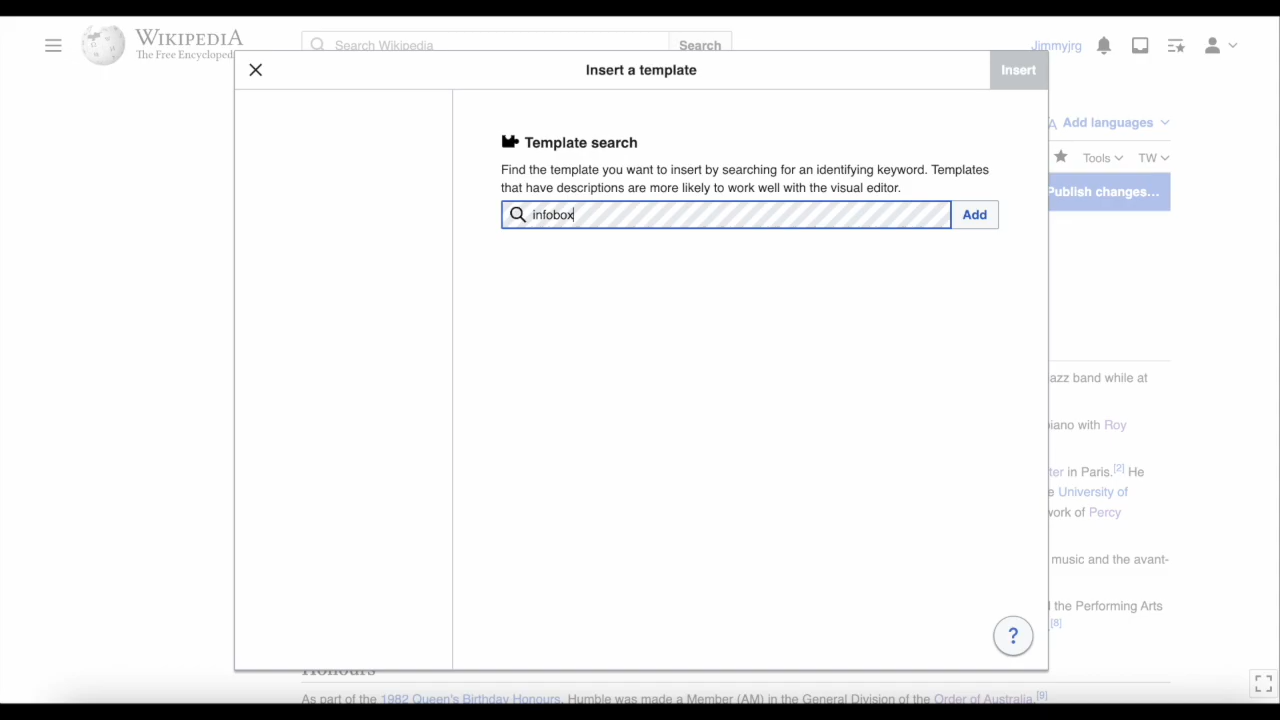 WIKIPEDIA
The Free Encycloped
Search Wikipedia
Search
Jimmyjrg
Insert a template
Insert
Add languages
Template search
Tools
TW
Find the template you want to insert by searching for an identifying keyword. Templates
that have descriptions are more likely to work well with the visual editor.
Publish changes...
infobox
Add
azz band while at
iano with Roy
ter in Paris.[2] He
e University of
work of Percy
music and the avant-
the Performing Arts
.[8]
?
Honours
As part of the 1982 Queen's Birthday Honours, Humble was made a Member (AM) in the General Division of the Order of Australia.[9]